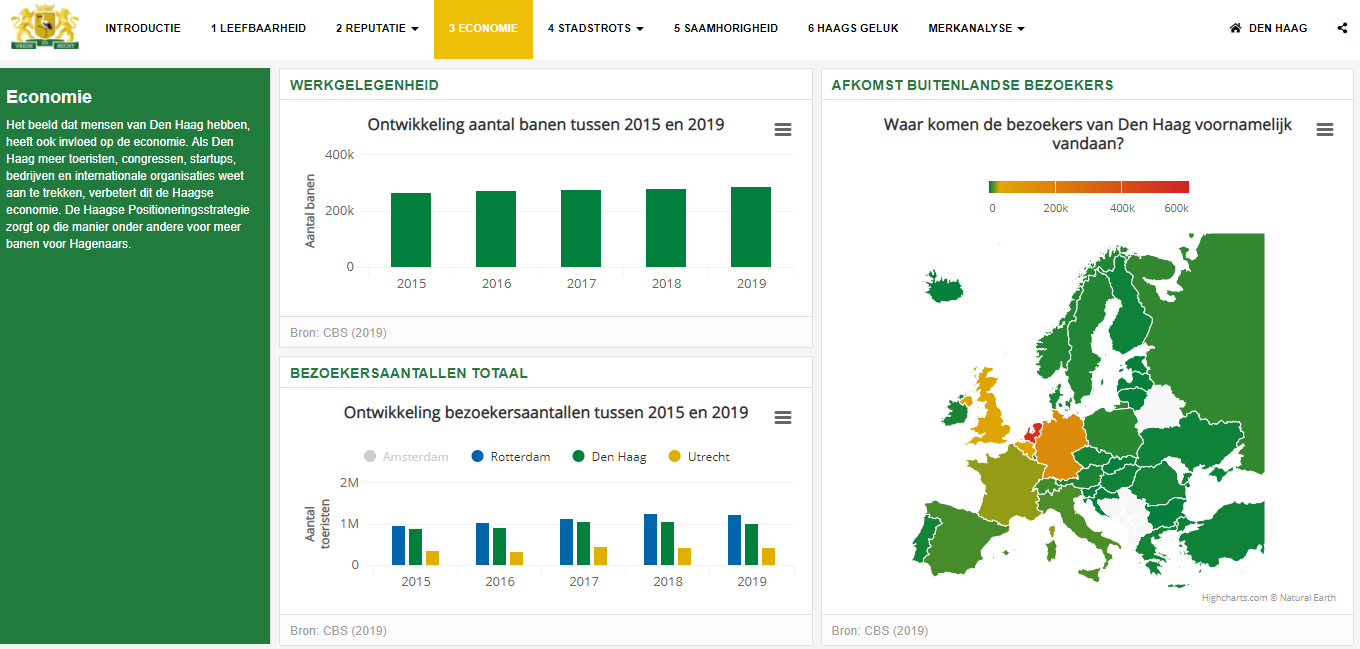 VREDE EN RECHT
INTRODUCTIE
1 LEEFBAARHEID
2 REPUTATIE
3 ECONOMIE
4 STADSTROTS
5 SAAMHORIGHEID
6 HAAGS GELUK
MERKANALYSE
DEN HAAG
Economie
Het beeld dat mensen van Den Haag hebben,
heeft ook invloed op de economie. Als Den
Haag meer toeristen, congressen, startups,
bedrijven en internationale organisaties weet
aan te trekken, verbetert dit de Haagse
economie. De Haagse Positioneringsstrategie
zorgt op die manier onder andere voor meer
banen voor Hagenaars.
WERKGELEGENHEID
Ontwikkeling aantal banen tussen 2015 en 2019
Aantal banen
400k
200k
0
2015 2016 2017 2018 2019
Bron: CBS (2019)
BEZOEKERSAANTALLEN TOTAAL
Ontwikkeling bezoekersaantallen tussen 2015 en 2019
Amsterdam Rotterdam Den Haag Utrecht
Aantal
toeristen
2M
1M
0
2015 2016 2017 2018 2019
Bron: CBS (2019)
AFKOMST BUITENLANDSE BEZOEKERS
Waar komen de bezoekers van Den Haag voornamelijk
vandaan?
0 200k 400k 600k
Highcharts.com © Natural Earth
Bron: CBS (2019)